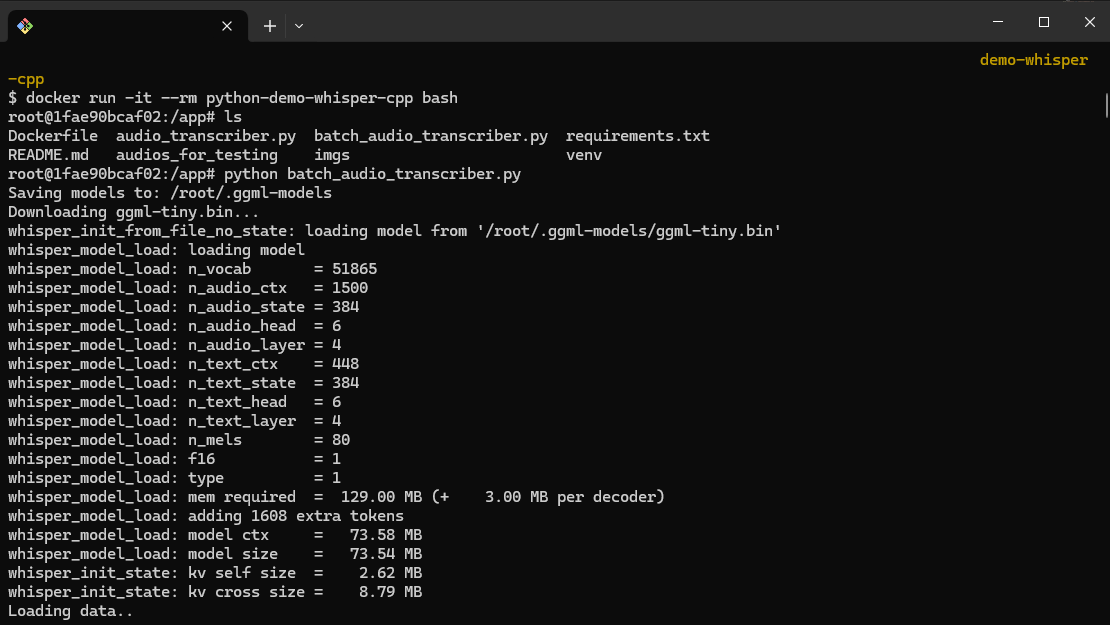 demo-whisper
-cpp
$ docker run -it --rm python-demo-whisper-cpp bash
root@1fae90bcaf02:/app# ls
Dockerfile  audio_transcriber.py  batch_audio_transcriber.py  requirements.txt
README.md   audios_for_testing    imgs                        venv
root@1fae90bcaf02:/app# python batch_audio_transcriber.py
Saving models to: /root/.ggml-models
Downloading ggml-tiny.bin...
whisper_init_from_file_no_state: loading model from '/root/.ggml-models/ggml-tiny.bin'
whisper_model_load: loading model
whisper_model_load: n_vocab       = 51865
whisper_model_load: n_audio_ctx   = 1500
whisper_model_load: n_audio_state = 384
whisper_model_load: n_audio_head  = 6
whisper_model_load: n_audio_layer = 4
whisper_model_load: n_text_ctx    = 448
whisper_model_load: n_text_state  = 384
whisper_model_load: n_text_head   = 6
whisper_model_load: n_text_layer  = 4
whisper_model_load: n_mels        = 80
whisper_model_load: f16           = 1
whisper_model_load: type          = 1
whisper_model_load: mem required  =  129.00 MB (+    3.00 MB per decoder)
whisper_model_load: adding 1608 extra tokens
whisper_model_load: model ctx     =   73.58 MB
whisper_model_load: model size    =   73.54 MB
whisper_init_state: kv self size  =    2.62 MB
whisper_init_state: kv cross size =    8.79 MB
Loading data..